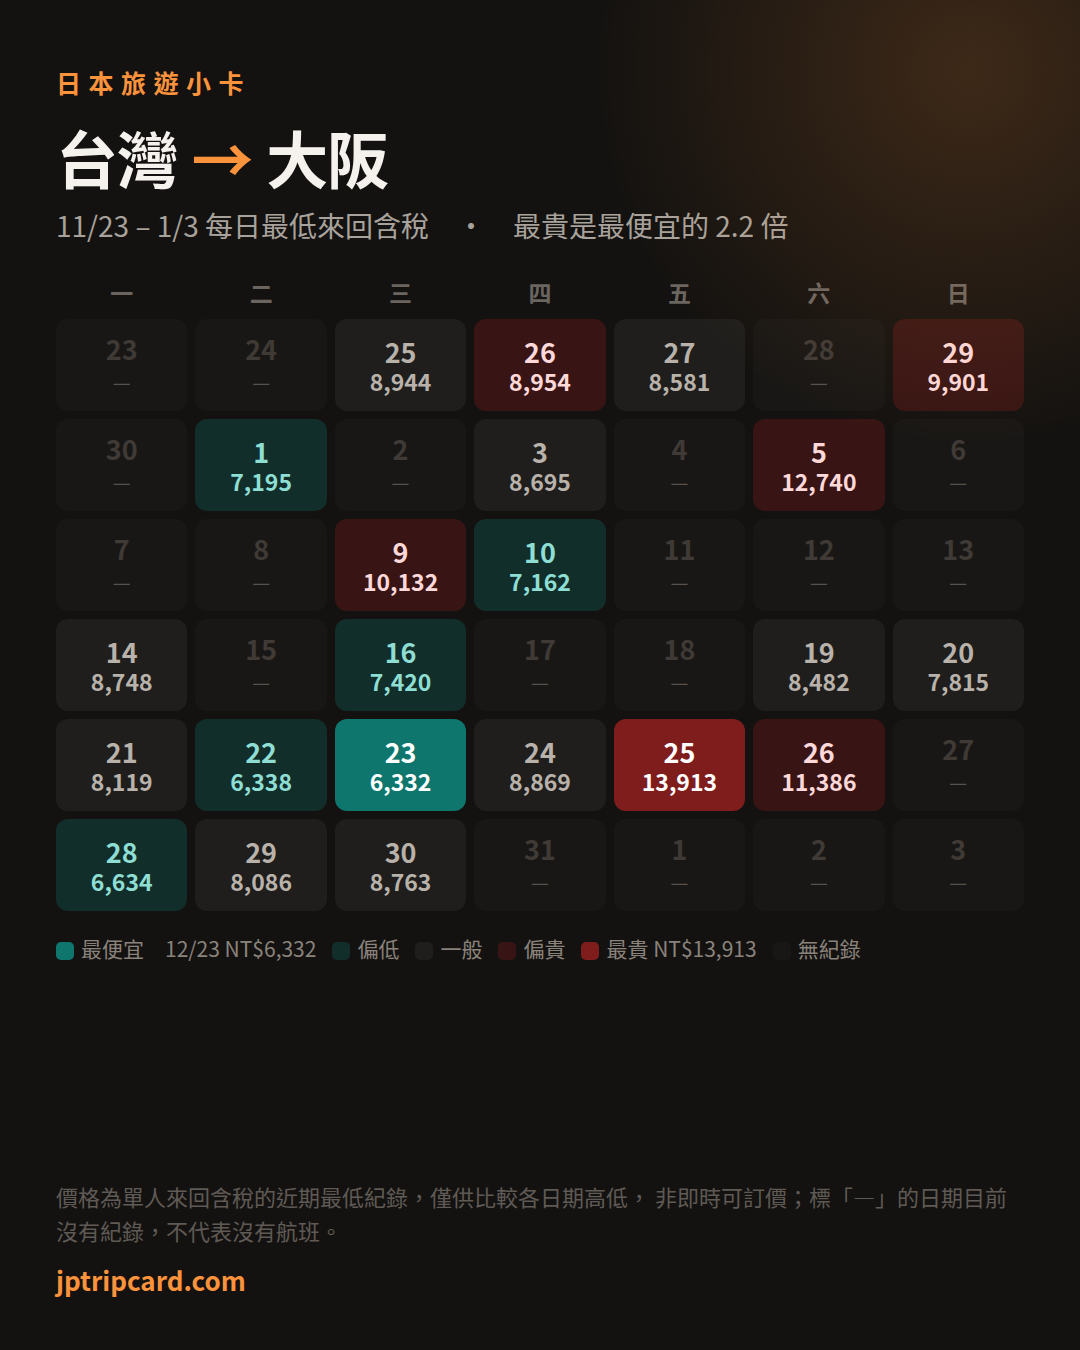 日本旅遊小卡
台灣 → 大阪
11/23 – 1/3 每日最低來回含稅 ・ 最貴是最便宜的 2.2 倍
一 二 三 四 五 六 日
23 24 25 26 27 28 29
— — 8,944 8,954 8,581 — 9,901
30 1 2 3 4 5 6
— 7,195 — 8,695 — 12,740 —
7 8 9 10 11 12 13
— — 10,132 7,162 — — —
14 15 16 17 18 19 20
8,748 — 7,420 — — 8,482 7,815
21 22 23 24 25 26 27
8,119 6,338 6,332 8,869 13,913 11,386 —
28 29 30 31 1 2 3
6,634 8,086 8,763 — — — —
最便宜 12/23 NT$6,332 偏低 一般 偏貴 最貴 NT$13,913 無紀錄
價格為單人來回含稅的近期最低紀錄，僅供比較各日期高低， 非即時可訂價；標「—」的日期目前
沒有紀錄，不代表沒有航班。
jptripcard.com